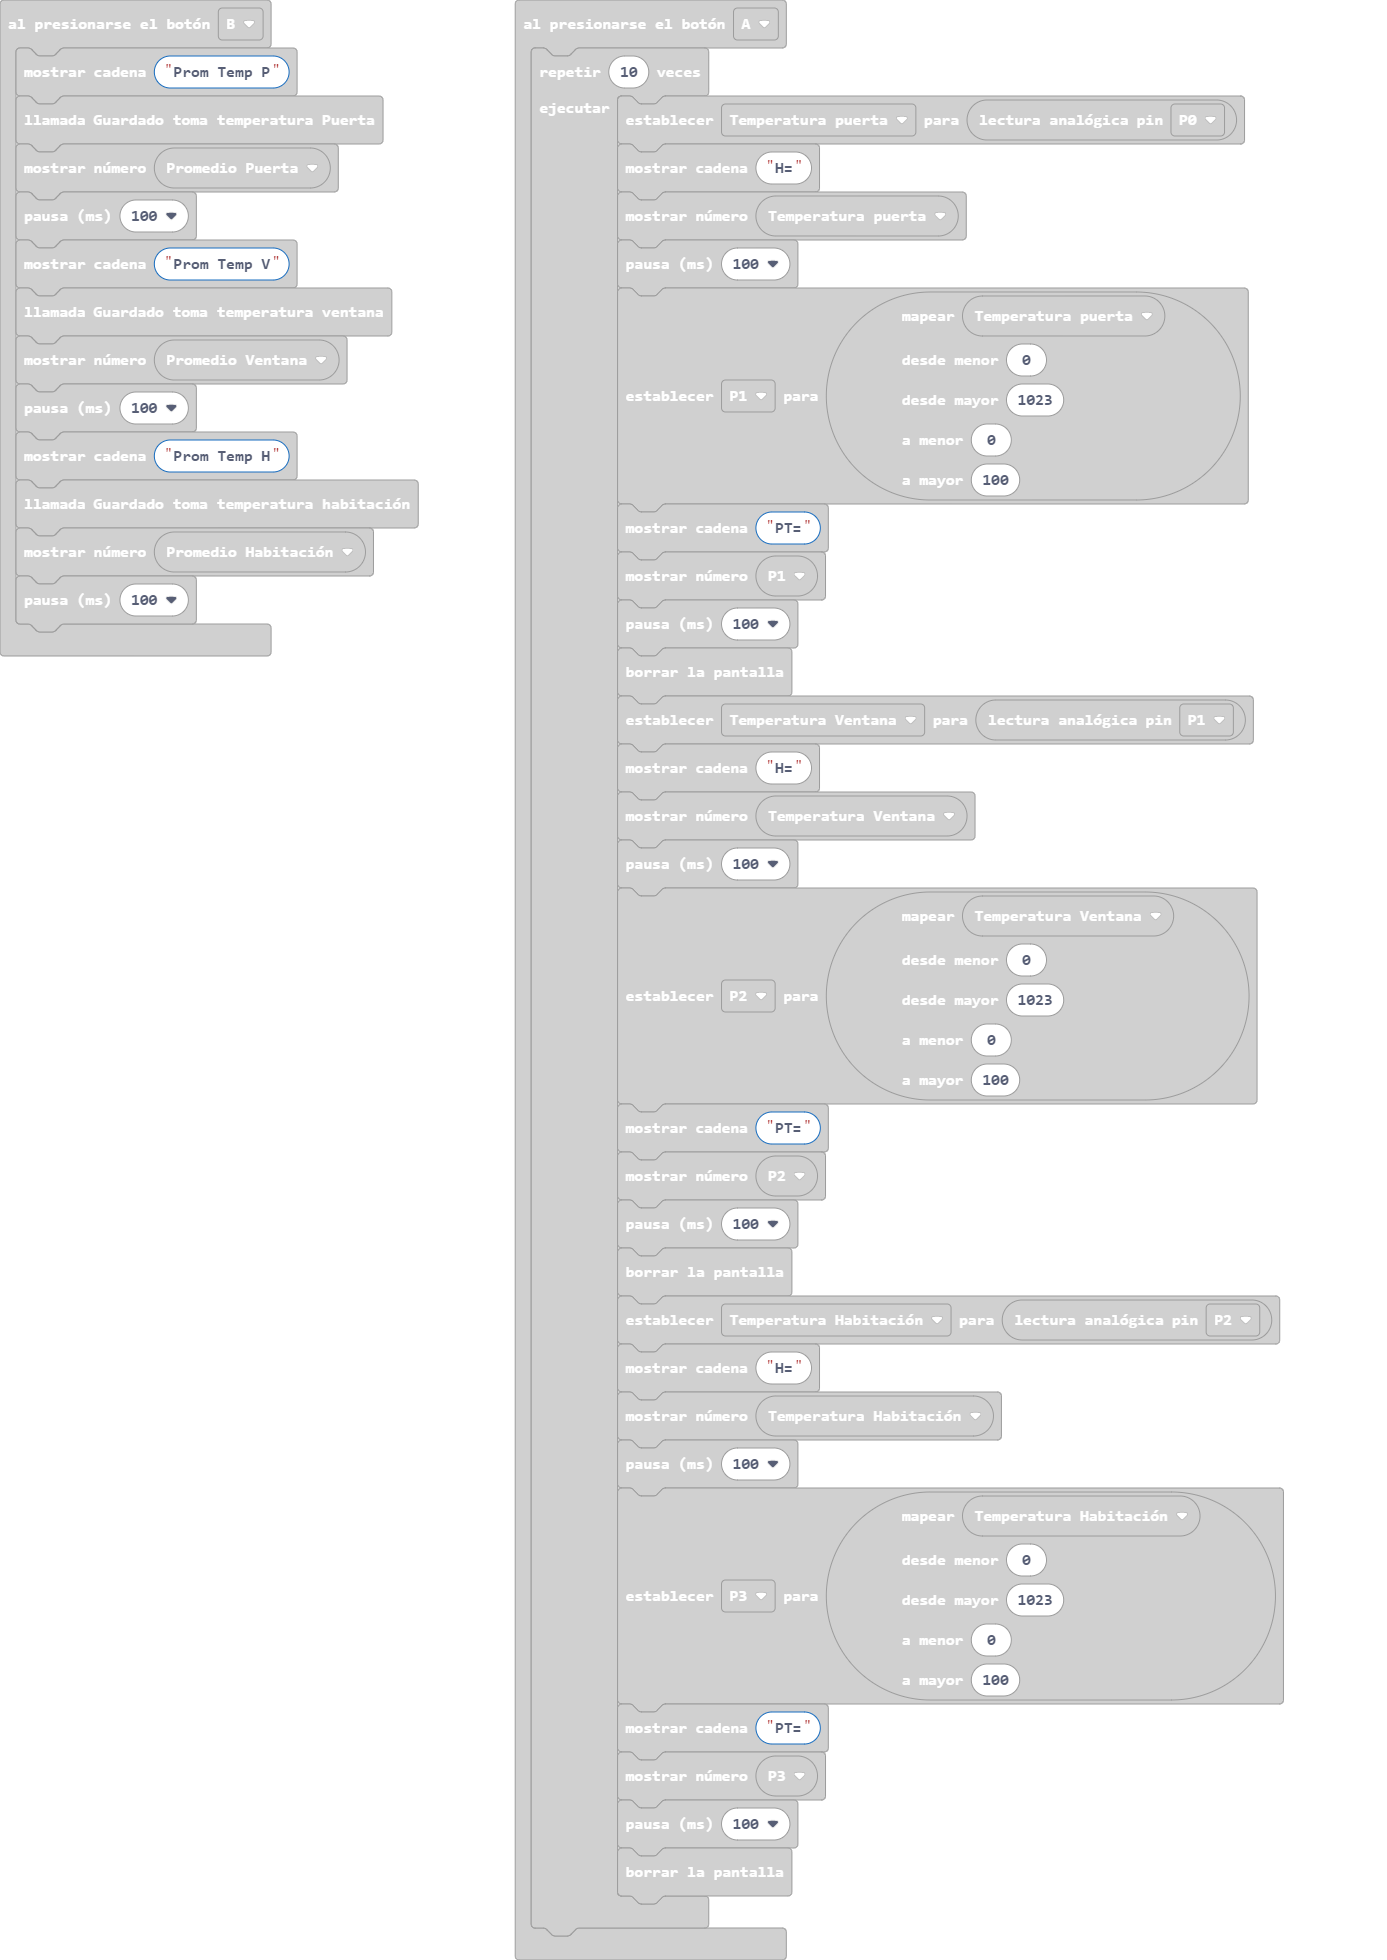 al presionarse el botón B
mostrar cadena "Prom Temp P"
llamada Guardado toma temperatura Puerta
mostrar número Promedio Puerta
pausa (ms) 100
mostrar cadena "Prom Temp V"
llamada Guardado toma temperatura ventana
mostrar número Promedio Ventana
pausa (ms) 100
mostrar cadena "Prom Temp H"
llamada Guardado toma temperatura habitación
mostrar número Promedio Habitación
pausa (ms) 100
al presionarse el botón A
repetir 10 veces
ejecutar
establecer Temperatura puerta para lectura analógica pin P0
mostrar cadena "H="
mostrar número Temperatura puerta
pausa (ms) 100
mapear Temperatura puerta
desde menor 0
establecer P1 para
desde mayor 1023
a menor 0
a mayor 100
mostrar cadena "PT="
mostrar número P1
pausa (ms) 100
borrar la pantalla
establecer Temperatura Ventana para lectura analógica pin P1
mostrar cadena "H="
mostrar número Temperatura Ventana
pausa (ms) 100
mapear Temperatura Ventana
desde menor 0
establecer P2 para
desde mayor 1023
a menor 0
a mayor 100
mostrar cadena "PT="
mostrar número P2
pausa (ms) 100
borrar la pantalla
establecer Temperatura Habitación para lectura analógica pin P2
mostrar cadena "H="
mostrar número Temperatura Habitación
pausa (ms) 100
mapear Temperatura Habitación
desde menor 0
establecer P3 para
desde mayor 1023
a menor 0
a mayor 100
mostrar cadena "PT="
mostrar número P3
pausa (ms) 100
borrar la pantalla